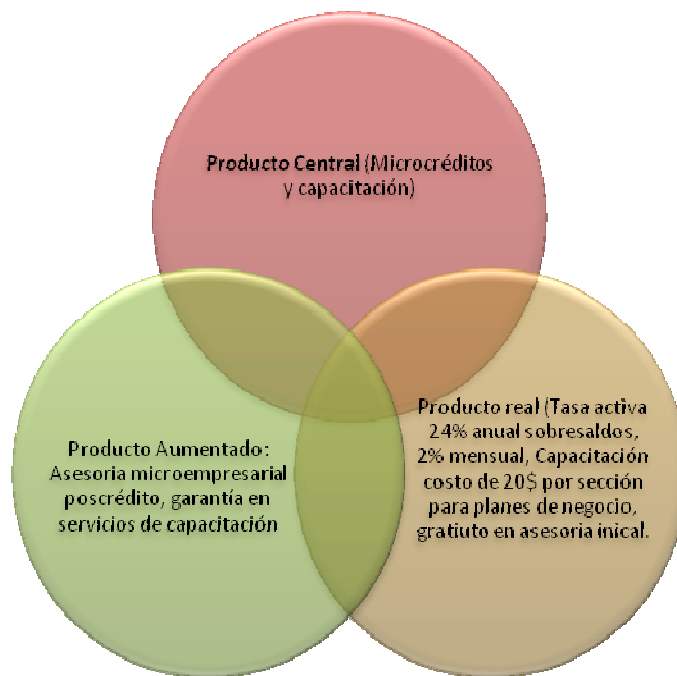 Producto Central (Microcréditos
y capacitación)
Producto Aumentado:
Asesoria microempresarial
poscrédito, garantía en
servicios de capacitación
Producto real (Tasa activa
24% anual sobresaldos,
2% mensual, Capacitación
costo de 20$ por sección
para planes de negocio,
gratiuto en asesoria inical.